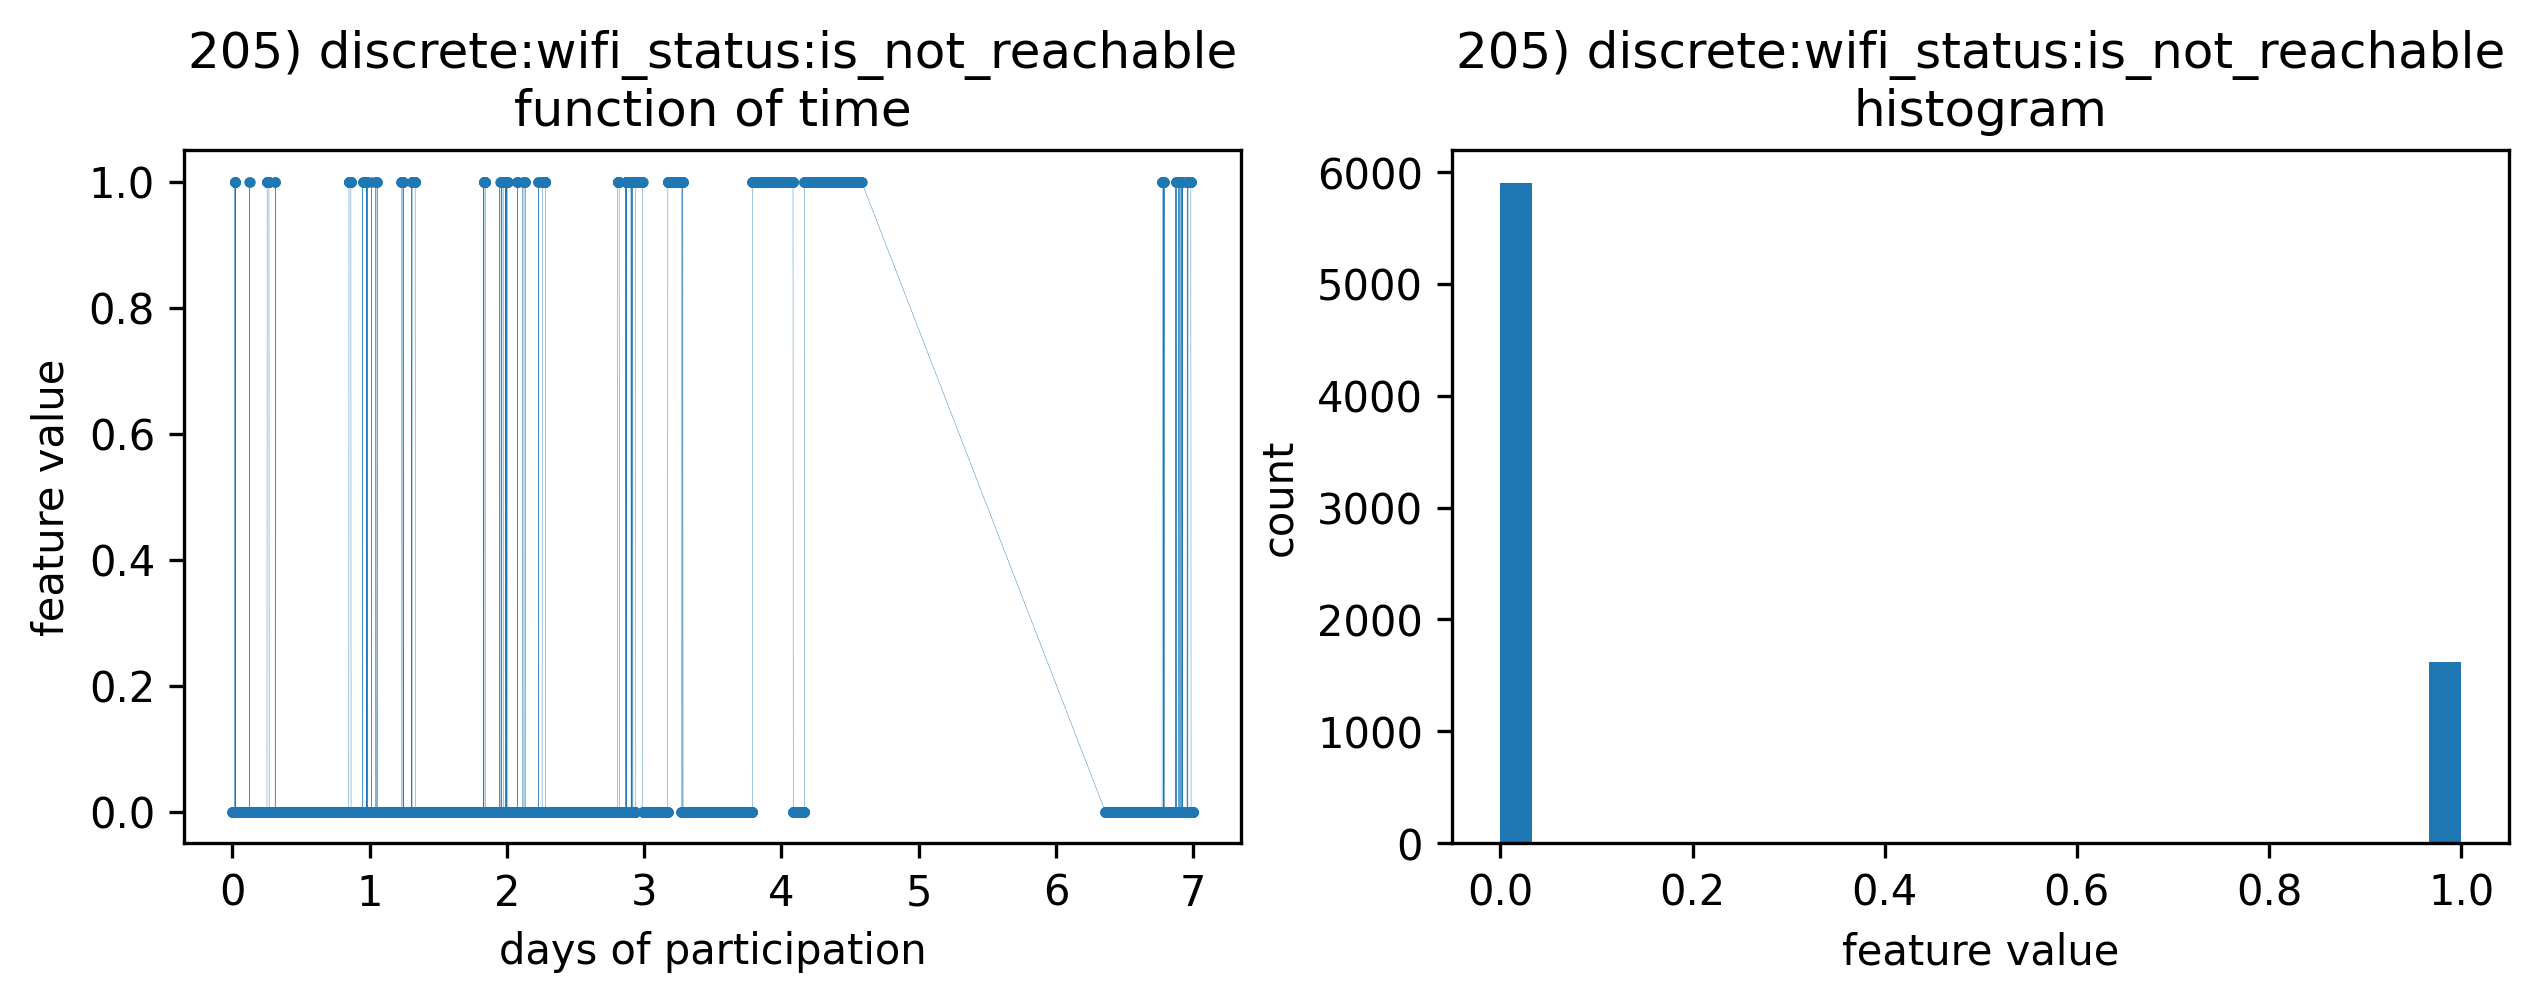 205) discrete:wifi_status:is_not_reachable
function of time
1.0
0.8
0.6
0.4
0.2
0.0
feature value
0 1 2 3 4 5 6 7
days of participation
205) discrete:wifi_status:is_not_reachable
histogram
6000
5000
4000
3000
2000
1000
0
count
0.0 0.2 0.4 0.6 0.8 1.0
feature value